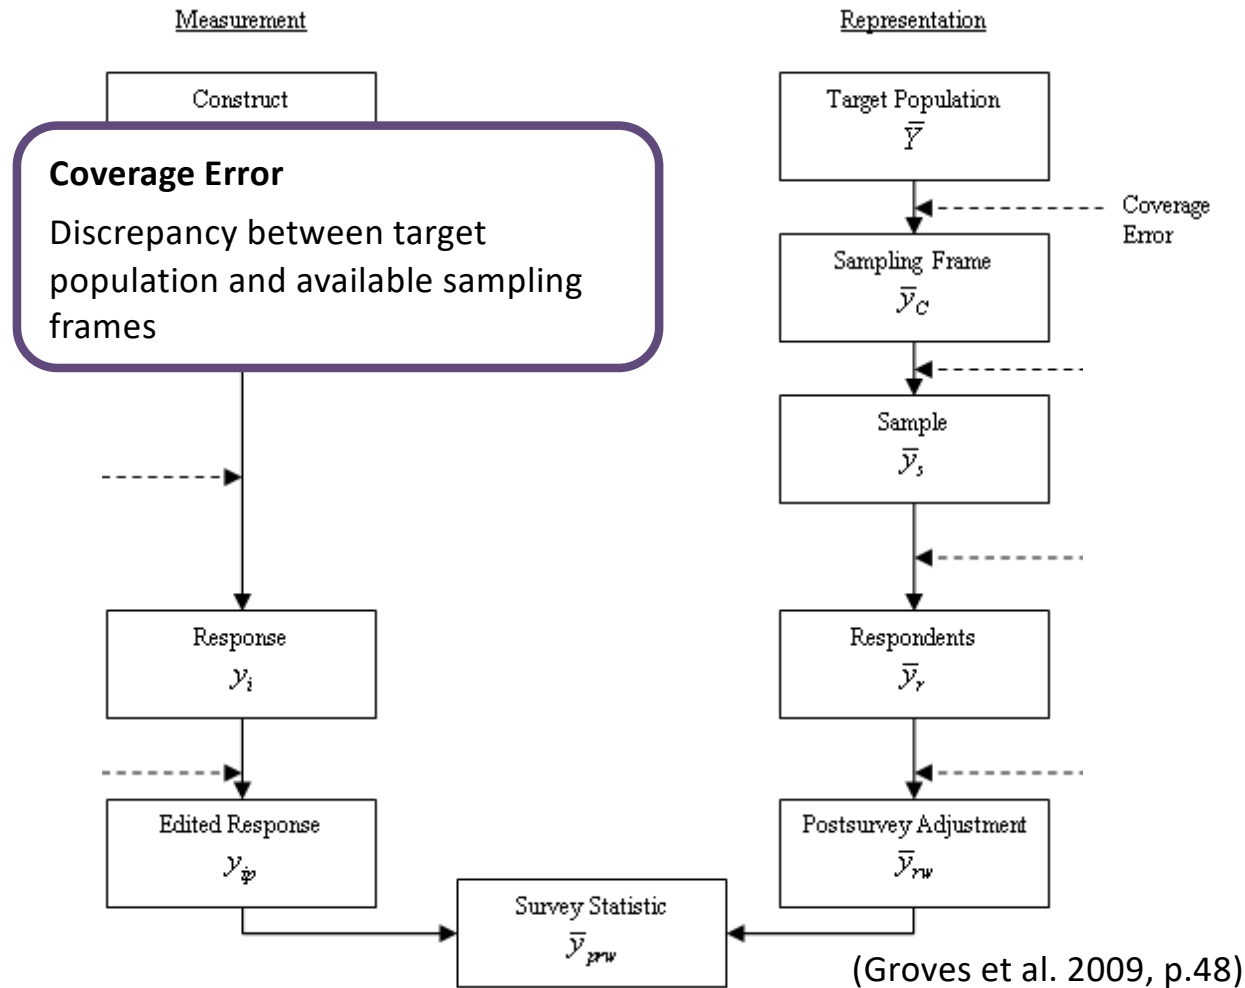 Measurement
Representation
Construct
Target Population
Ȳ
Coverage Error
Discrepancy between target
population and available sampling
frames
Coverage
Error
Sampling Frame
ȳ_C
Sample
ȳ_s
Response
y_i
Respondents
ȳ_r
Edited Response
y_ip
Postsurvey Adjustment
ȳ_rw
Survey Statistic
ȳ_prw
(Groves et al. 2009, p.48)